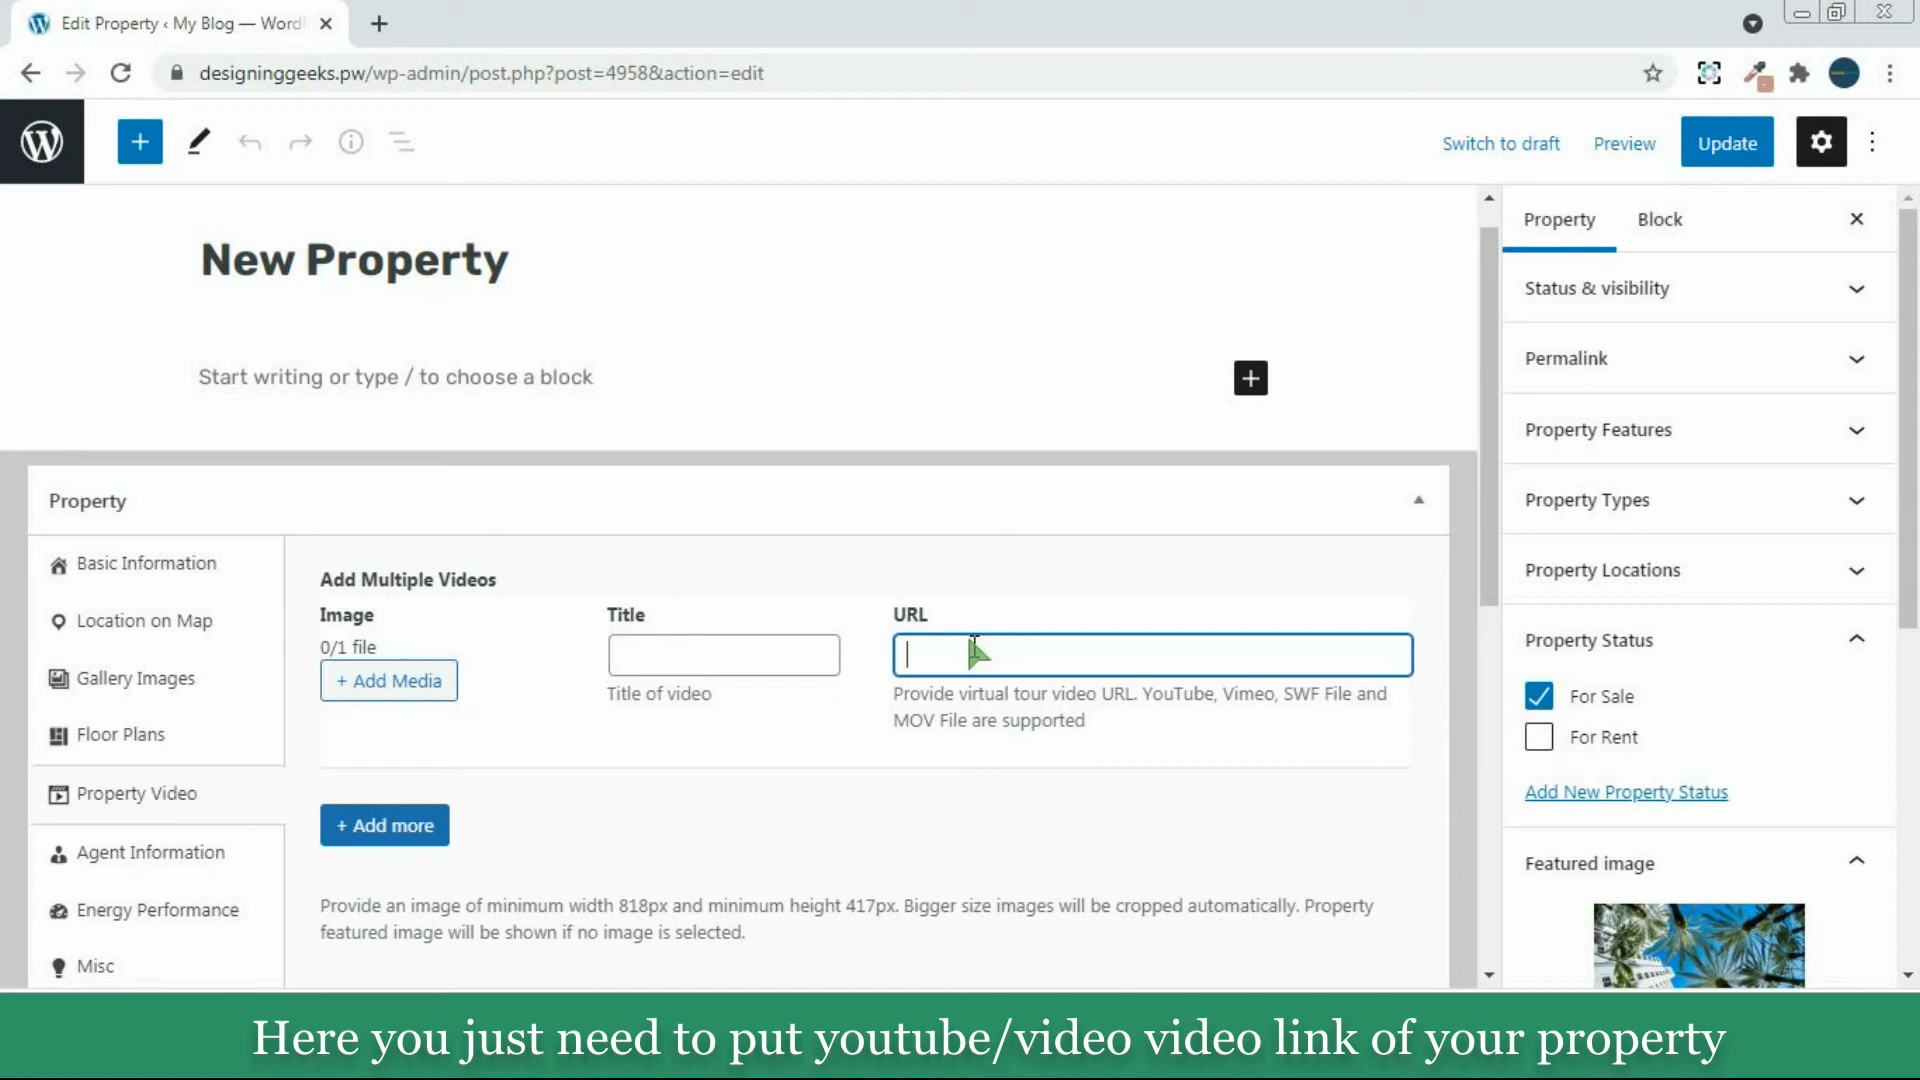 Edit Property ‹ My Blog — Word
designinggeeks.pw/wp-admin/post.php?post=4958&action=edit
Switch to draft
Preview
Update
New Property
Start writing or type / to choose a block
Property
Block
Status & visibility
Permalink
Property Features
Property Types
Property Locations
Property Status
For Sale
For Rent
Add New Property Status
Featured image
Property
Basic Information
Location on Map
Gallery Images
Floor Plans
Property Video
Agent Information
Energy Performance
Misc
Add Multiple Videos
Image
Title
URL
0/1 file
+ Add Media
Title of video
Provide virtual tour video URL. YouTube, Vimeo, SWF File and
MOV File are supported
+ Add more
Provide an image of minimum width 818px and minimum height 417px. Bigger size images will be cropped automatically. Property
featured image will be shown if no image is selected.
Here you just need to put youtube/video video link of your property